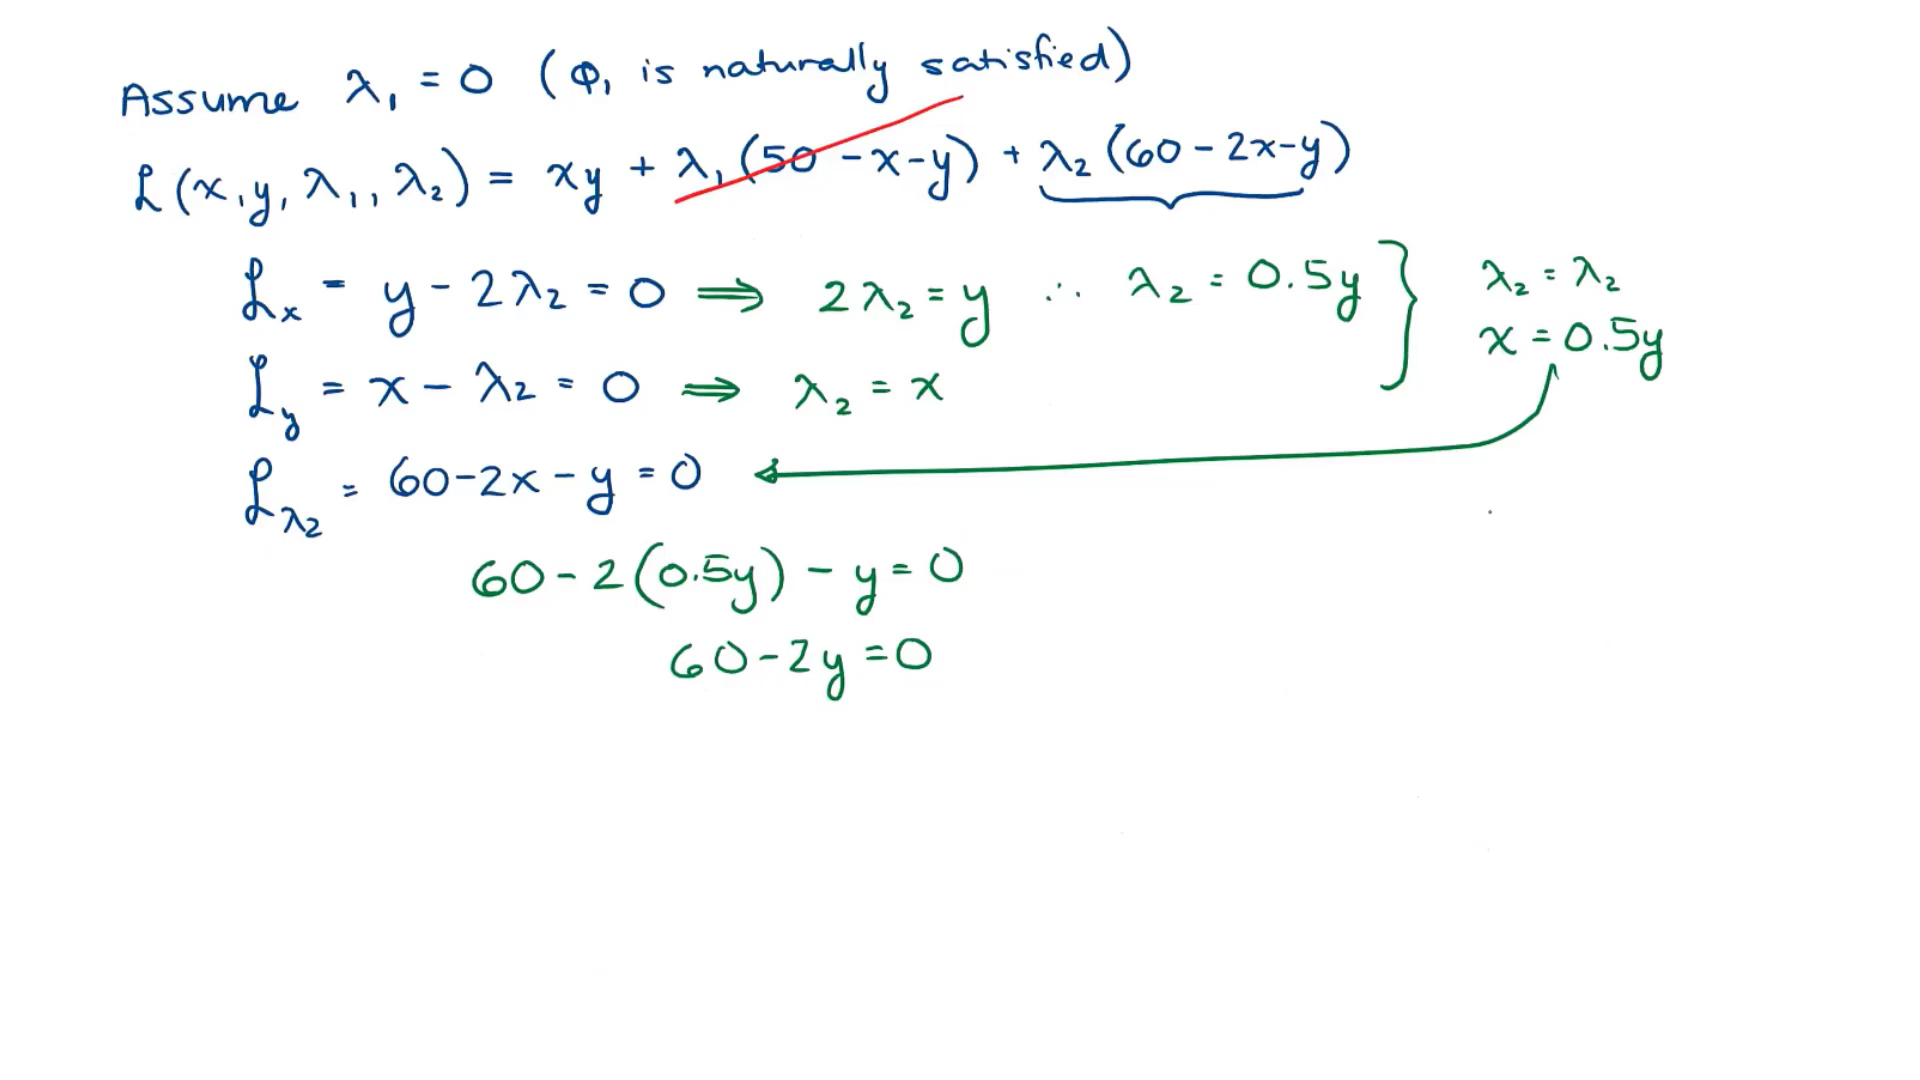 Assume λ₁ = 0 (Φ₁ is naturally satisfied)
ℒ(x, y, λ₁, λ₂) = xy + λ₁(50 - x - y) + λ₂(60 - 2x - y)
ℒₓ = y - 2λ₂ = 0 ⟹ 2λ₂ = y ∴ λ₂ = 0.5y } λ₂ = λ₂
x = 0.5y
ℒ_y = x - λ₂ = 0 ⟹ λ₂ = x
ℒ_λ₂ = 60 - 2x - y = 0
60 - 2(0.5y) - y = 0
60 - 2y = 0